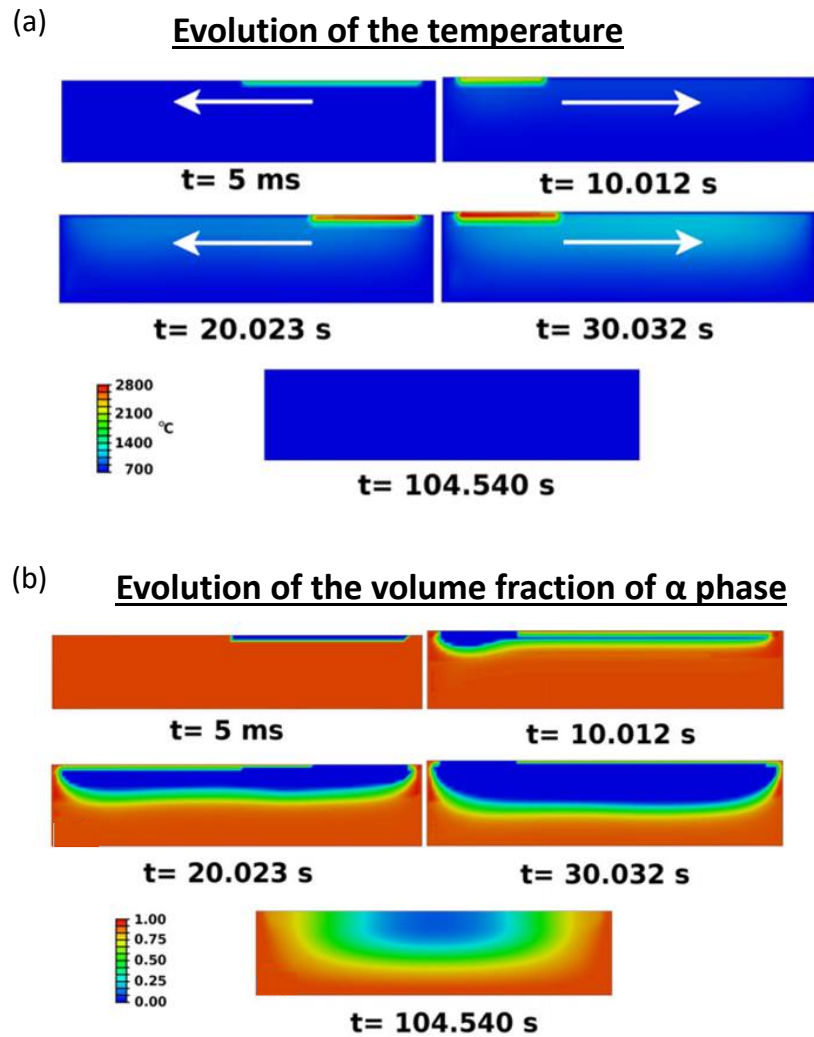 (a)
Evolution of the temperature
t= 5 ms
t= 10.012 s
t= 20.023 s
t= 30.032 s
2800
2100
1400
700
°C
t= 104.540 s
(b)
Evolution of the volume fraction of α phase
t= 5 ms
t= 10.012 s
t= 20.023 s
t= 30.032 s
1.00
0.75
0.50
0.25
0.00
t= 104.540 s